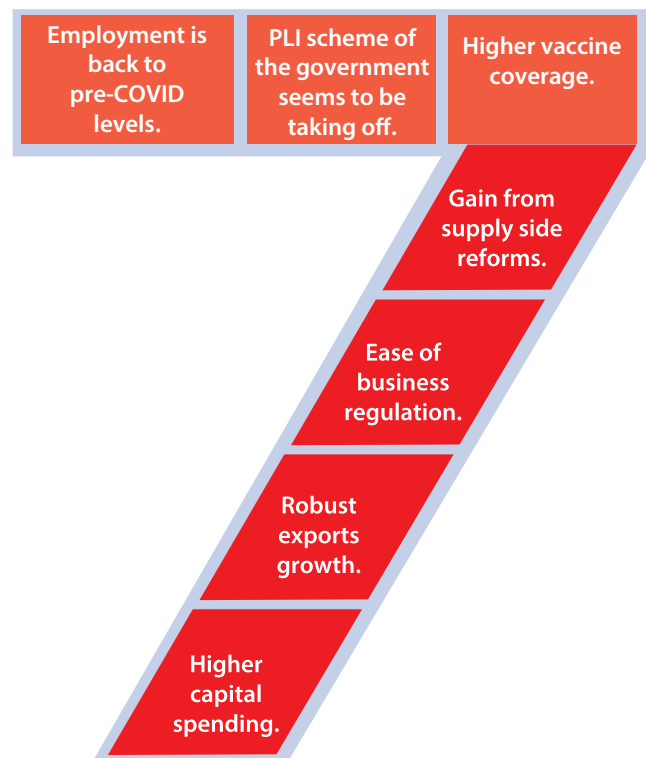 Employment is
back to
pre-COVID
levels.
PLI scheme of
the government
seems to be
taking off.
Higher vaccine
coverage.
Gain from
supply side
reforms.
Ease of
business
regulation.
Robust
exports
growth.
Higher
capital
spending.